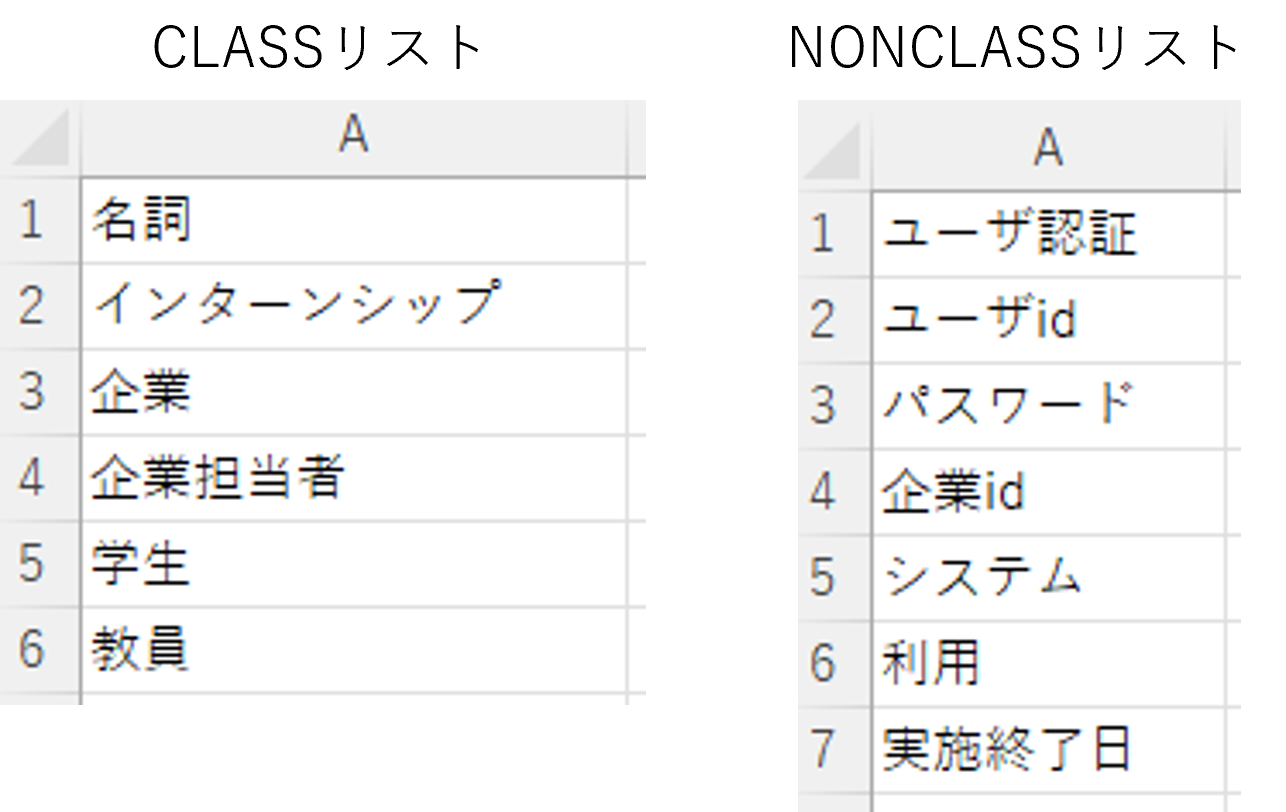 CLASSリスト
A
1 名詞
2 インターンシップ
3 企業
4 企業担当者
5 学生
6 教員
NONCLASSリスト
A
1 ユーザ認証
2 ユーザid
3 パスワード
4 企業id
5 システム
6 利用
7 実施終了日